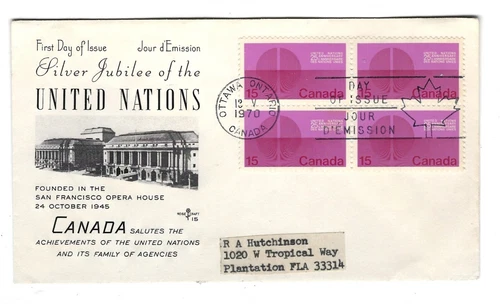 First Day of Issue    Jour d'Emission
Silver Jubilee of the
UNITED NATIONS
FOUNDED IN THE
SAN FRANCISCO OPERA HOUSE
24 OCTOBER 1945
ROSE CRAFT
15
CANADA SALUTES THE
ACHIEVEMENTS OF THE UNITED NATIONS
AND ITS FAMILY OF AGENCIES
OTTAWA ONTARIO
V
1970
CANADA
DAY
OF ISSUE
JOUR
D'EMISSION
15 Canada
15 Canada
15 Canada
15 Canada
R A Hutchinson
1020 W Tropical Way
Plantation FLA 33314